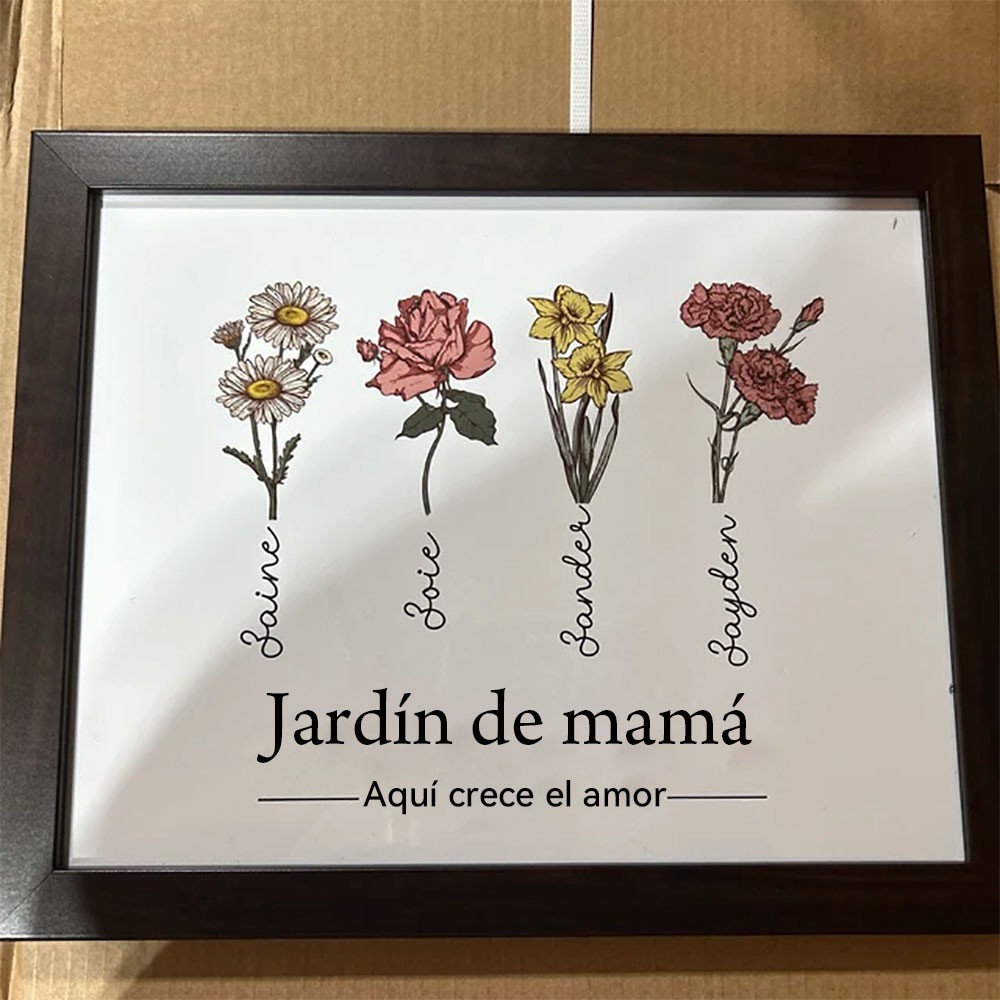 Zaine
Zoie
Zander
Zayden
Jardín de mamá
Aquí crece el amor